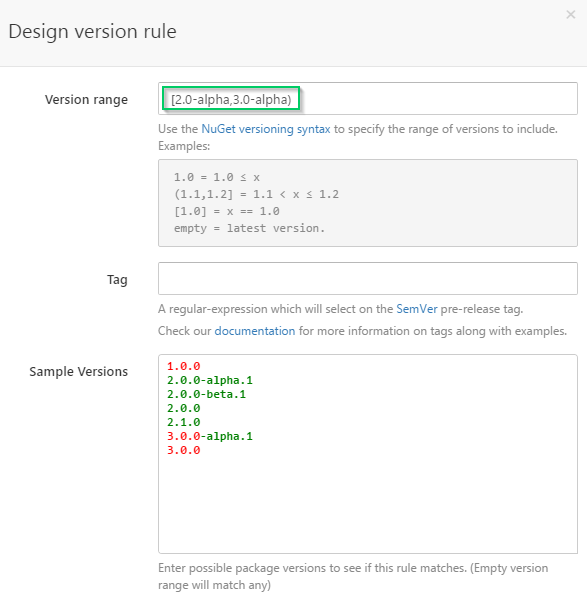 Design version rule
×
Version range
[2.0-alpha,3.0-alpha)
Use the NuGet versioning syntax to specify the range of versions to include.
Examples:
1.0 = 1.0 ≤ x
(1.1,1.2] = 1.1 < x ≤ 1.2
[1.0] = x == 1.0
empty = latest version.
Tag
A regular-expression which will select on the SemVer pre-release tag.
Check our documentation for more information on tags along with examples.
Sample Versions
1.0.0
2.0.0-alpha.1
2.0.0-beta.1
2.0.0
2.1.0
3.0.0-alpha.1
3.0.0
Enter possible package versions to see if this rule matches. (Empty version
range will match any)